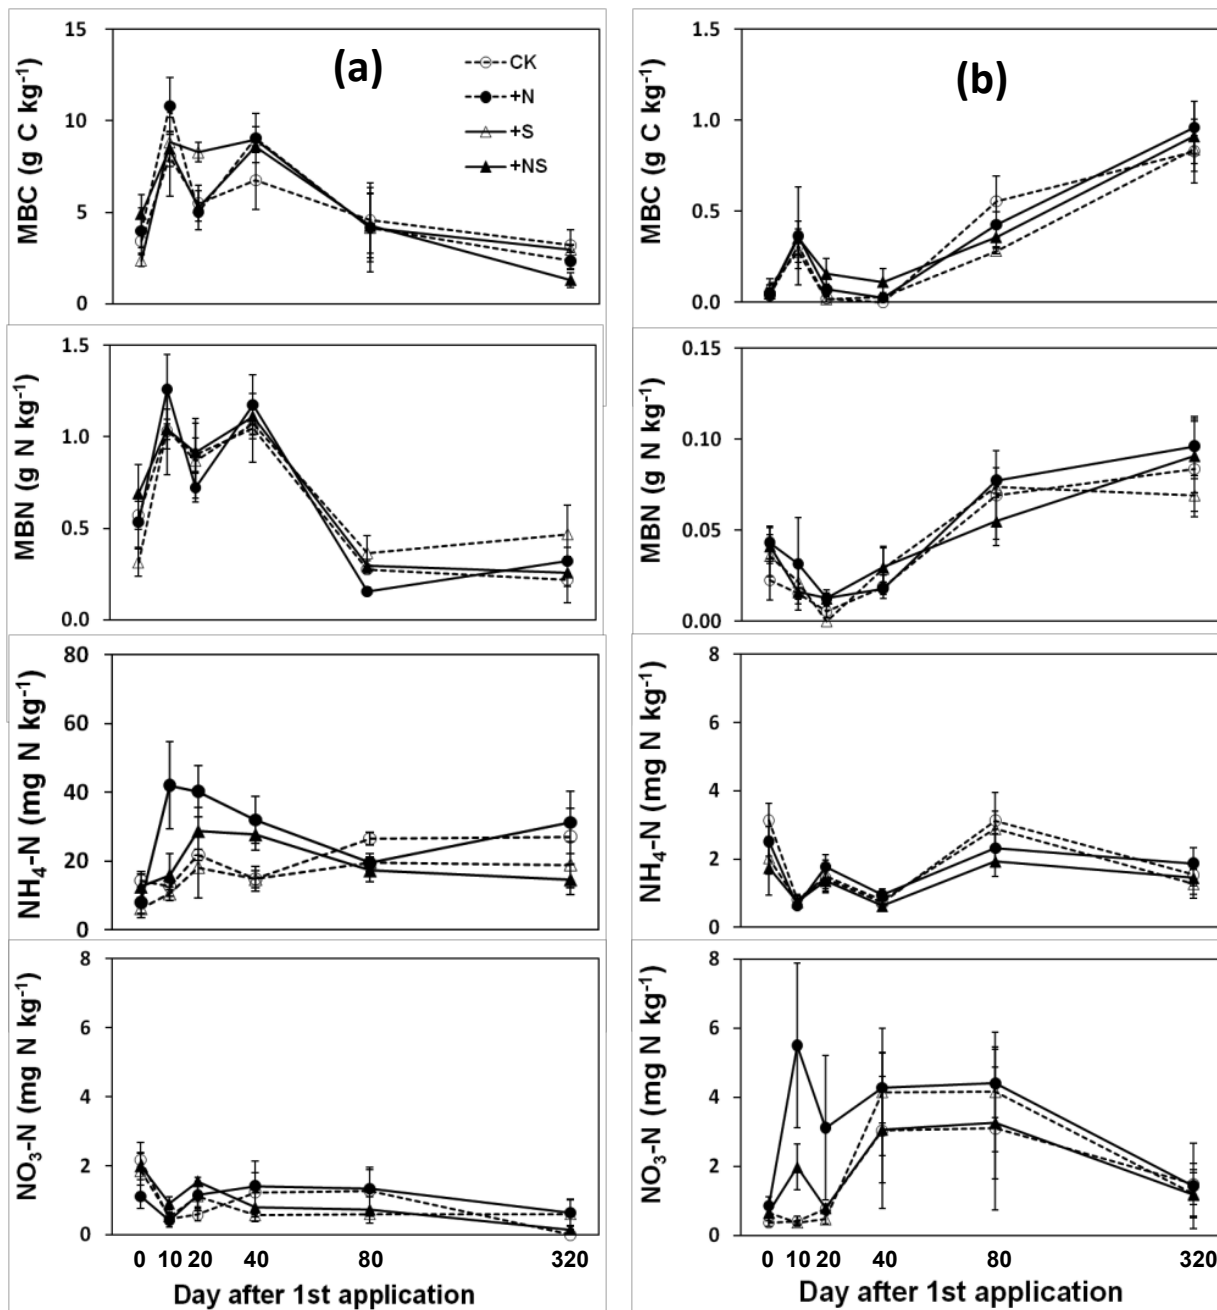 (a)
CK
+N
+S
+NS
MBC (g C kg⁻¹)
15
10
5
0
(b)
MBC (g C kg⁻¹)
1.5
1.0
0.5
0.0
MBN (g N kg⁻¹)
1.5
1.0
0.5
0.0
MBN (g N kg⁻¹)
0.15
0.10
0.05
0.00
NH₄-N (mg N kg⁻¹)
80
60
40
20
0
NH₄-N (mg N kg⁻¹)
8
6
4
2
0
NO₃-N (mg N kg⁻¹)
8
6
4
2
0
0 10 20 40 80 320
Day after 1st application
NO₃-N (mg N kg⁻¹)
8
6
4
2
0
0 10 20 40 80 320
Day after 1st application